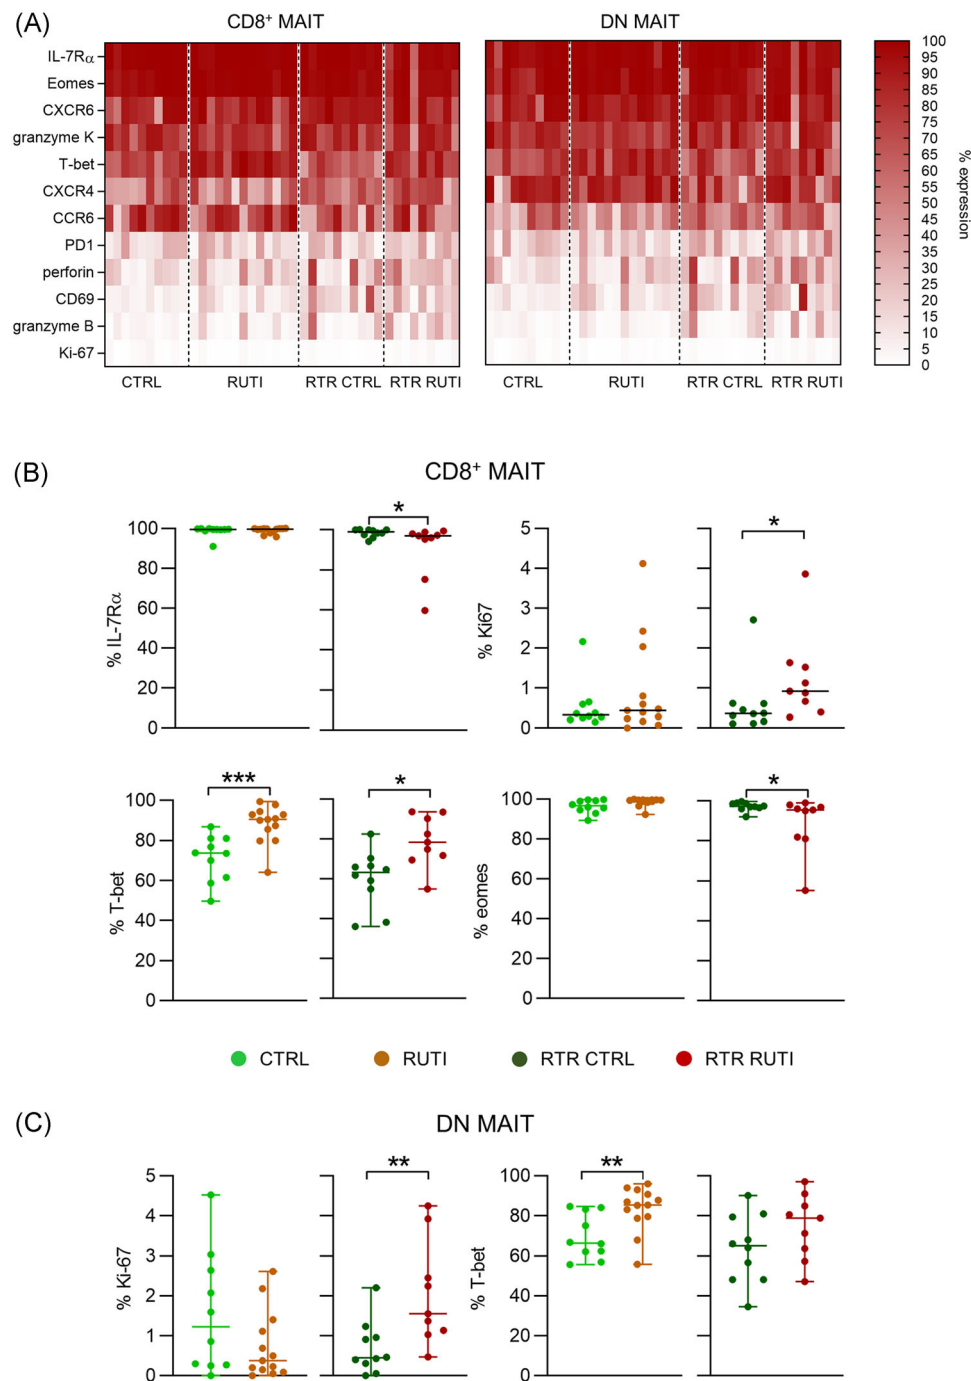 (A)
CD8+ MAIT
DN MAIT
IL-7Rα
Eomes
CXCR6
granzyme K
T-bet
CXCR4
CCR6
PD1
perforin
CD69
granzyme B
Ki-67
CTRL RUTI RTR CTRL RTR RUTI
CTRL RUTI RTR CTRL RTR RUTI
100
95
90
85
80
75
70
65
60
55
50
45
40
35
30
25
20
15
10
5
0
% expression
(B)
CD8+ MAIT
% IL-7Rα
100
80
60
40
20
0
*
% Ki67
5
4
3
2
1
0
*
% T-bet
100
80
60
40
20
0
***
*
% eomes
100
80
60
40
20
0
*
CTRL RUTI RTR CTRL RTR RUTI
(C)
DN MAIT
% Ki-67
5
4
3
2
1
0
**
% T-bet
100
80
60
40
20
0
**